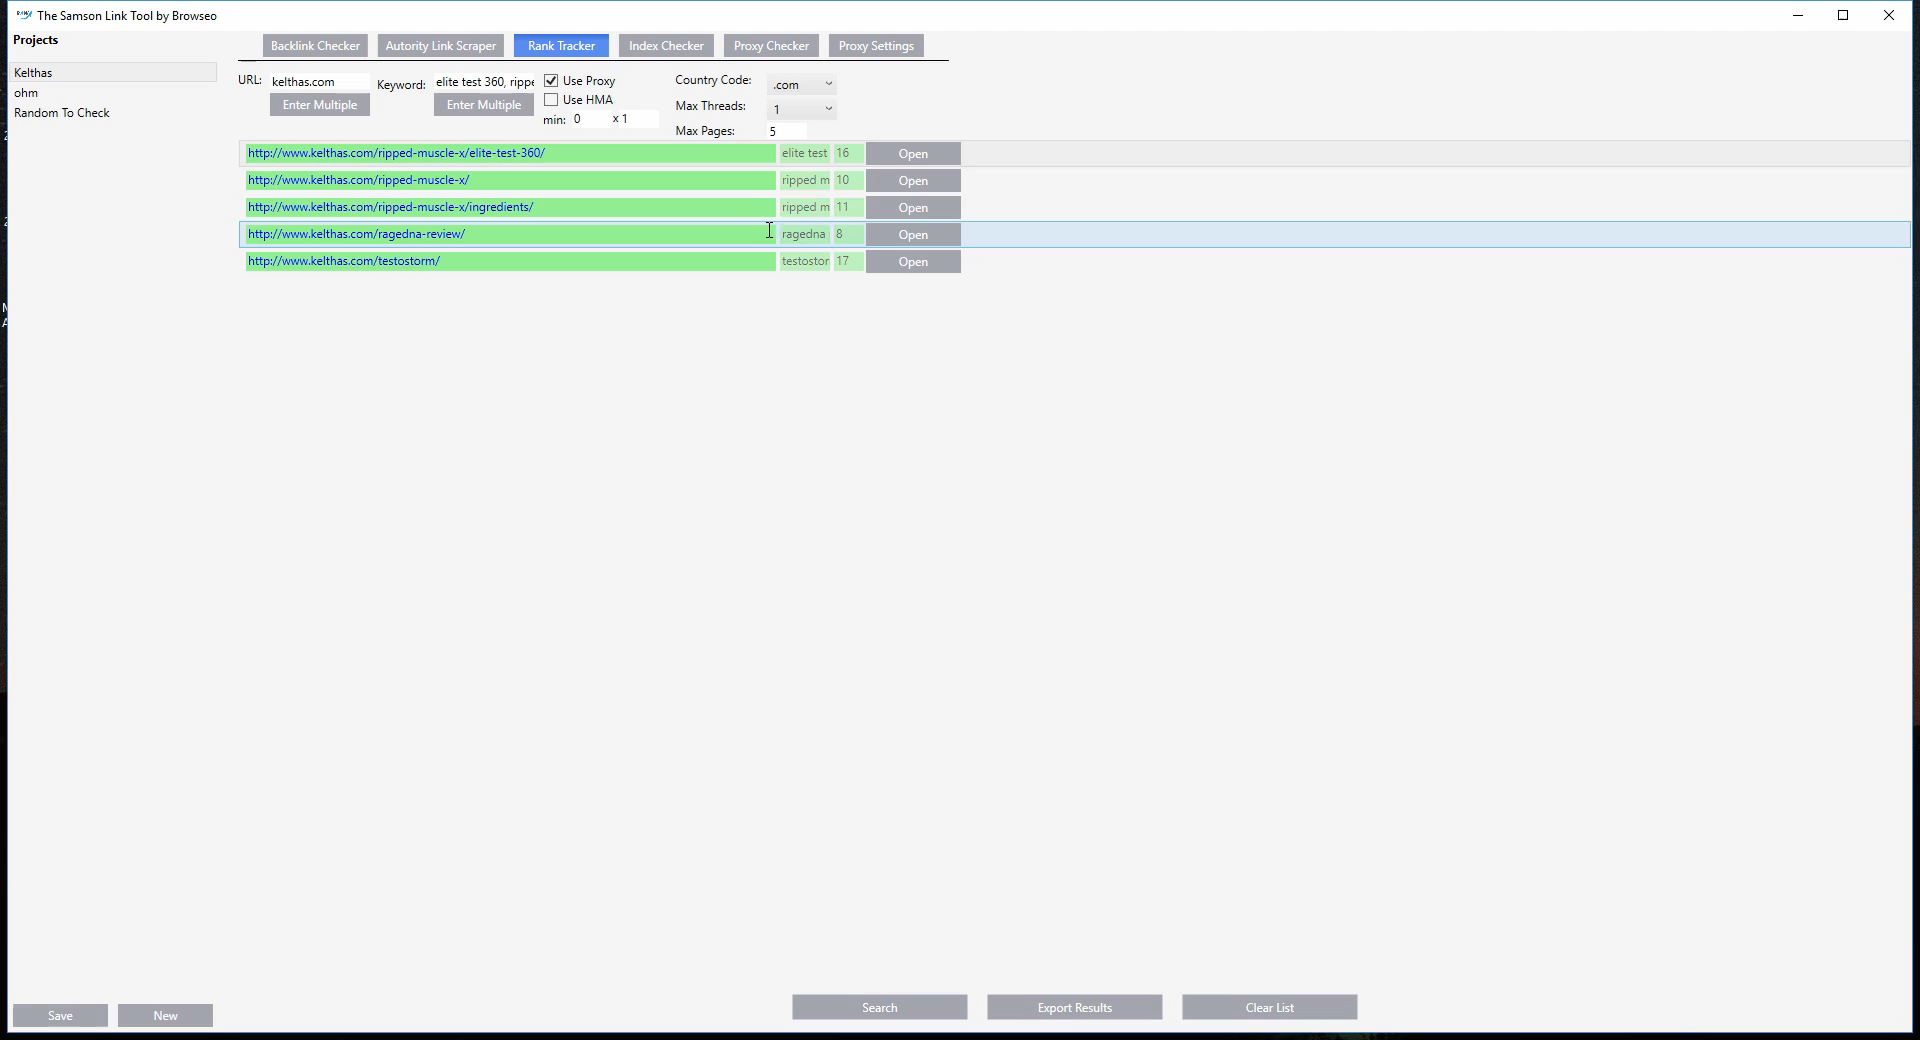 The Samson Link Tool by Browseo
Projects
Backlink Checker Autority Link Scraper Rank Tracker Index Checker Proxy Checker Proxy Settings
Kelthas
ohm
Random To Check
URL: kelthas.com Keyword: elite test 360, rippe Use Proxy Country Code: .com
Enter Multiple Enter Multiple Use HMA Max Threads: 1
min: 0 x 1 Max Pages: 5
http://www.kelthas.com/ripped-muscle-x/elite-test-360/ elite test 16 Open
http://www.kelthas.com/ripped-muscle-x/ ripped m 10 Open
http://www.kelthas.com/ripped-muscle-x/ingredients/ ripped m 11 Open
http://www.kelthas.com/ragedna-review/ ragedna 8 Open
http://www.kelthas.com/testostorm/ testostor 17 Open
Save New Search Export Results Clear List